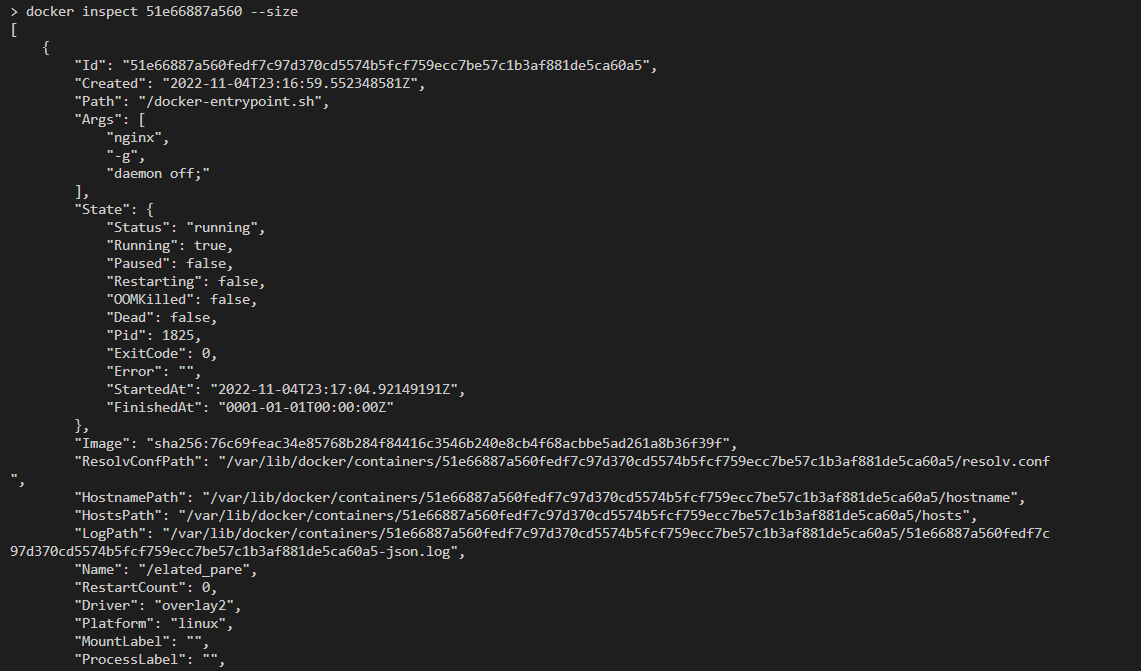 > docker inspect 51e66887a560 --size
[
    {
        "Id": "51e66887a560fedf7c97d370cd5574b5fcf759ecc7be57c1b3af881de5ca60a5",
        "Created": "2022-11-04T23:16:59.552348581Z",
        "Path": "/docker-entrypoint.sh",
        "Args": [
            "nginx",
            "-g",
            "daemon off;"
        ],
        "State": {
            "Status": "running",
            "Running": true,
            "Paused": false,
            "Restarting": false,
            "OOMKilled": false,
            "Dead": false,
            "Pid": 1825,
            "ExitCode": 0,
            "Error": "",
            "StartedAt": "2022-11-04T23:17:04.92149191Z",
            "FinishedAt": "0001-01-01T00:00:00Z"
        },
        "Image": "sha256:76c69feac34e85768b284f84416c3546b240e8cb4f68acbbe5ad261a8b36f39f",
        "ResolvConfPath": "/var/lib/docker/containers/51e66887a560fedf7c97d370cd5574b5fcf759ecc7be57c1b3af881de5ca60a5/resolv.conf
",
        "HostnamePath": "/var/lib/docker/containers/51e66887a560fedf7c97d370cd5574b5fcf759ecc7be57c1b3af881de5ca60a5/hostname",
        "HostsPath": "/var/lib/docker/containers/51e66887a560fedf7c97d370cd5574b5fcf759ecc7be57c1b3af881de5ca60a5/hosts",
        "LogPath": "/var/lib/docker/containers/51e66887a560fedf7c97d370cd5574b5fcf759ecc7be57c1b3af881de5ca60a5/51e66887a560fedf7c
97d370cd5574b5fcf759ecc7be57c1b3af881de5ca60a5-json.log",
        "Name": "/elated_pare",
        "RestartCount": 0,
        "Driver": "overlay2",
        "Platform": "linux",
        "MountLabel": "",
        "ProcessLabel": "",